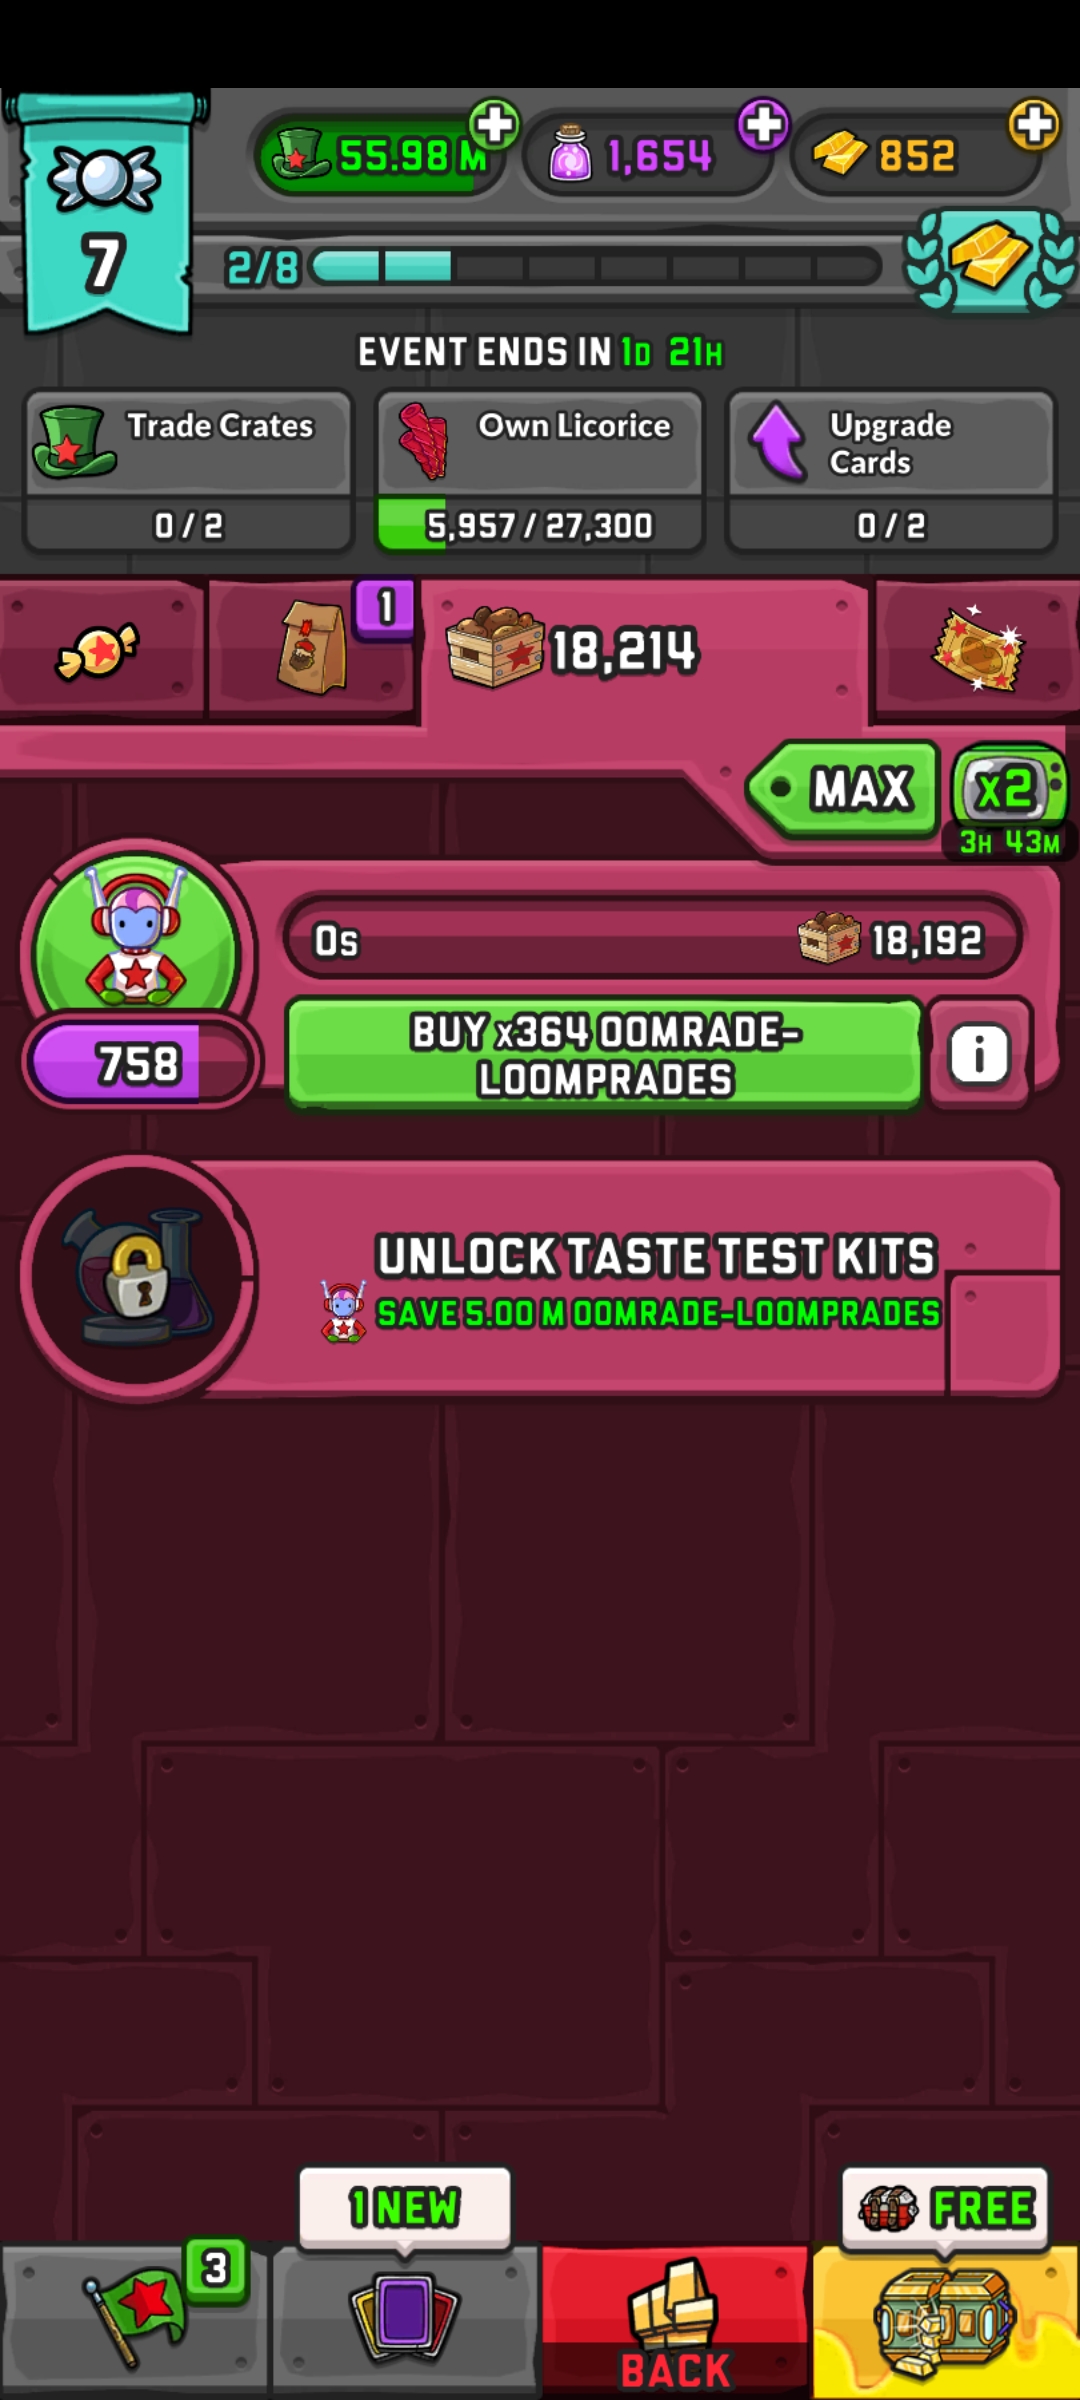 55.98 M
1,654
852
7
2/8
EVENT ENDS IN 1D 21H
Trade Crates
0 / 2
Own Licorice
5,957 / 27,300
Upgrade
Cards
0 / 2
1
18,214
MAX
x2
3H 43M
0s
18,192
758
BUY x364 OOMRADE-
LOOMPRADES
i
UNLOCK TASTE TEST KITS
SAVE 5.00 M OOMRADE-LOOMPRADES
1 NEW
FREE
3
BACK